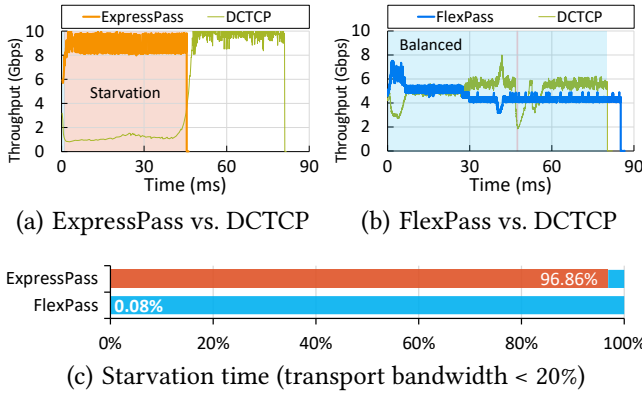 ExpressPass DCTCP
Throughput (Gbps)
10
8
6
4
2
0
Starvation
0 30 60 90
Time (ms)
(a) ExpressPass vs. DCTCP
FlexPass DCTCP
Throughput (Gbps)
10
8
6
4
2
0
Balanced
0 30 60 90
Time (ms)
(b) FlexPass vs. DCTCP
ExpressPass 96.86%
FlexPass 0.08%
0% 20% 40% 60% 80% 100%
(c) Starvation time (transport bandwidth < 20%)